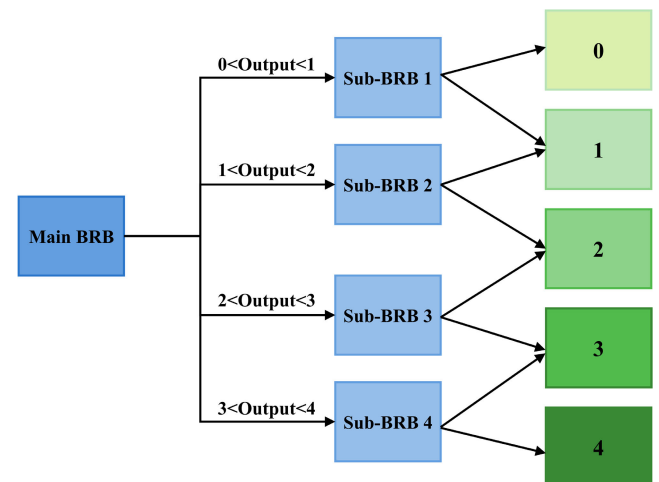 Main BRB
0<Output<1
1<Output<2
2<Output<3
3<Output<4
Sub-BRB 1
Sub-BRB 2
Sub-BRB 3
Sub-BRB 4
0
1
2
3
4